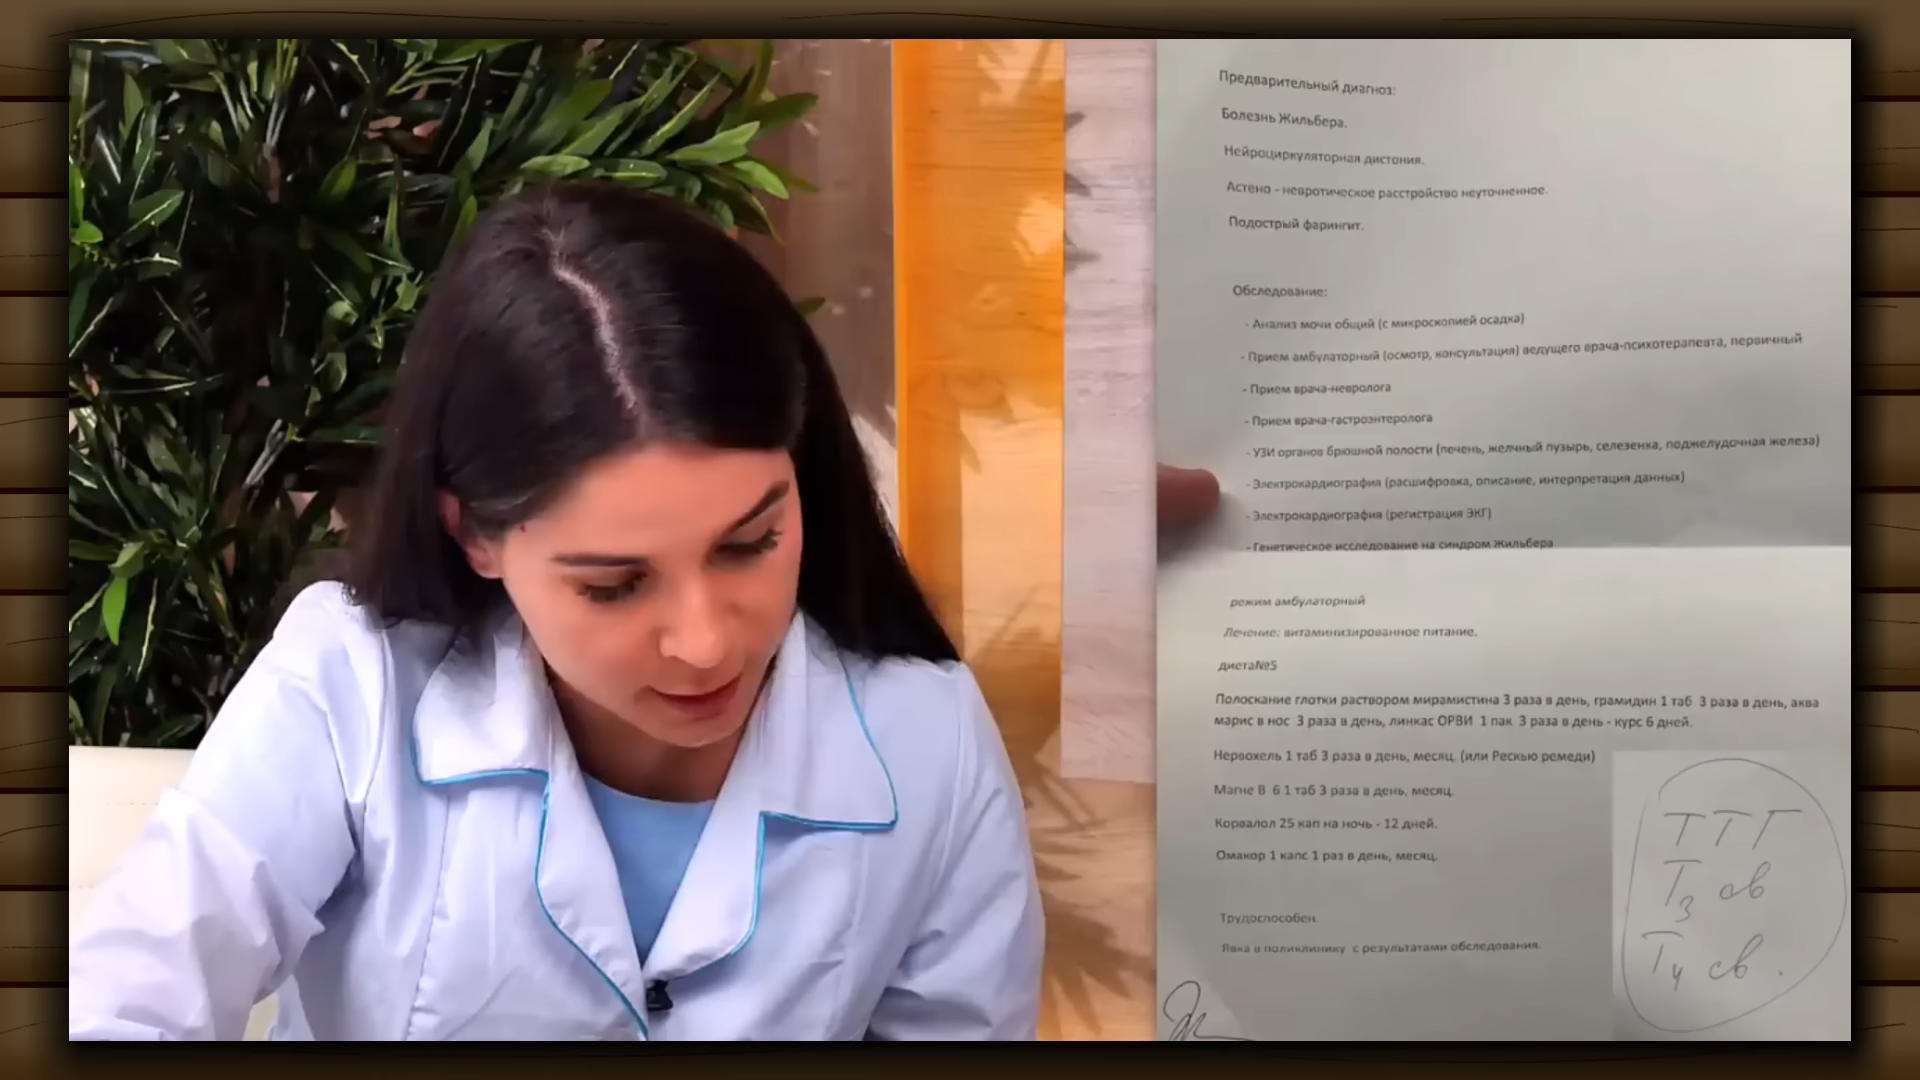 Предварительный диагноз:
Болезнь Жильбера.
Нейроциркуляторная дистония.
Астено - невротическое расстройство неуточненное.
Подострый фарингит.
Обследование:
- Анализ мочи общий (с микроскопией осадка)
- Прием амбулаторный (осмотр, консультация) ведущего врача-психотерапевта, первичный
- Прием врача-невролога
- Прием врача-гастроэнтеролога
- УЗИ органов брюшной полости (печень, желчный пузырь, селезенка, поджелудочная железа)
- Электрокардиография (расшифровка, описание, интерпретация данных)
- Электрокардиография (регистрация ЭКГ)
- Генетическое исследование на синдром Жильбера
режим амбулаторный
Лечение: витаминизированное питание.
диета№5
Полоскание глотки раствором мирамистина 3 раза в день, грамидин 1 таб 3 раза в день, аква
марис в нос 3 раза в день, линкас ОРВИ 1 пак 3 раза в день - курс 6 дней.
Нервохель 1 таб 3 раза в день, месяц. (или Рескью ремеди)
Магне В 6 1 таб 3 раза в день, месяц.
Корвалол 25 кап на ночь - 12 дней.
Омакор 1 капс 1 раз в день, месяц.
Трудоспособен.
Явка в поликлинику с результатами обследования.
ТТГ
Т3 св
Т4 св.